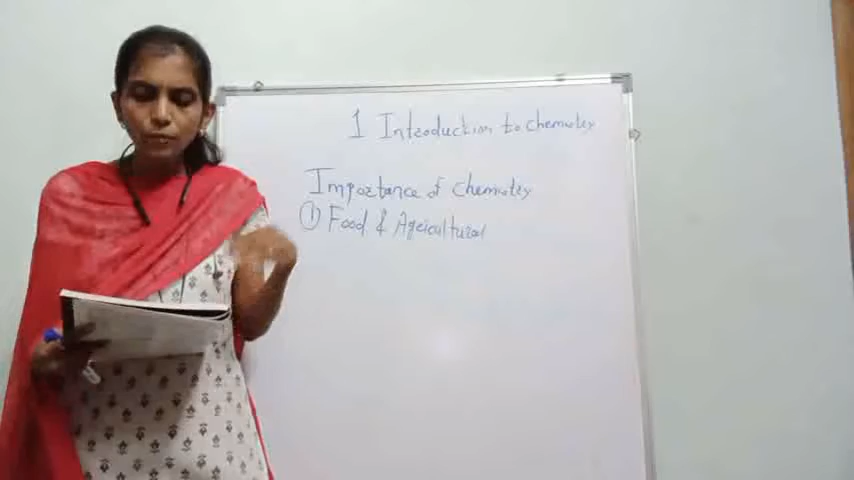 1 Introduction to chemistry
Importance of chemistry
① Food & Agricultural